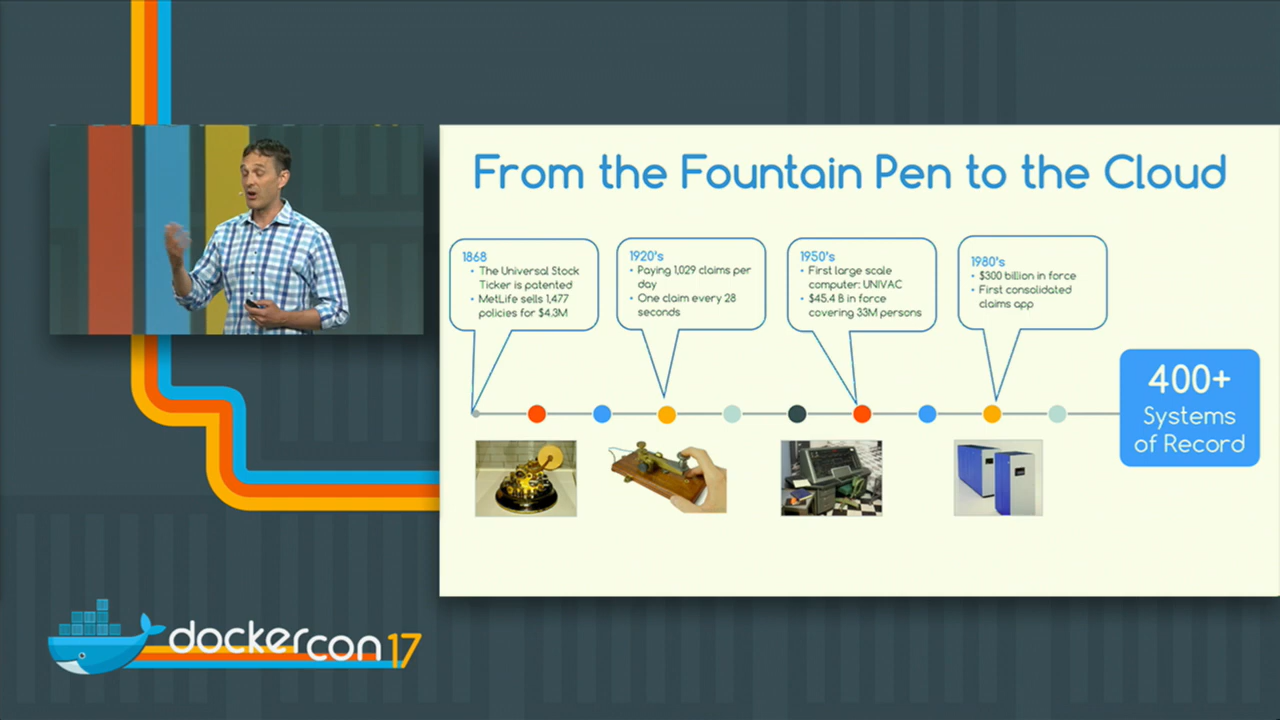 From the Fountain Pen to the Cloud
1868
• The Universal Stock
Ticker is patented
• MetLife sells 1,477
policies for $4.3M
1920's
• Paying 1,029 claims per
day
• One claim every 28
seconds
1950's
• First large scale
computer: UNIVAC
• $45.4 B in force
covering 33M persons
1980's
• $300 billion in force
• First consolidated
claims app
400+
Systems
of Record
dockercon 17